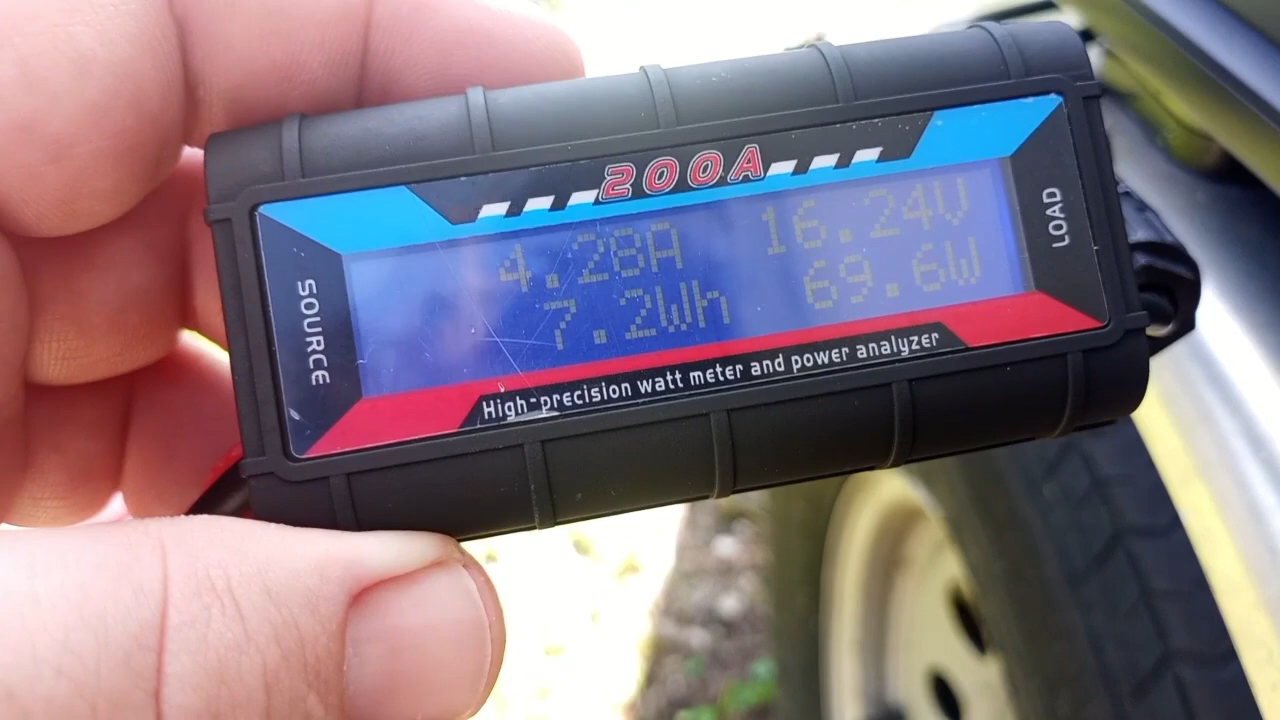 200A
4.28A 16.24V
7.2Wh 69.6W
SOURCE
LOAD
High-precision watt meter and power analyzer